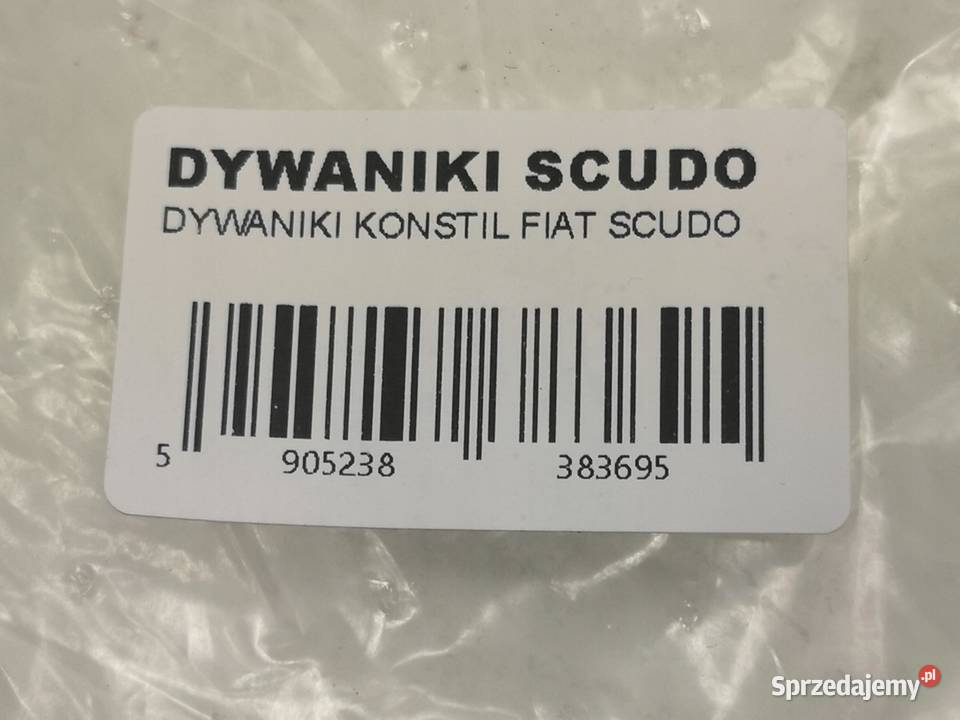 DYWANIKI SCUDO
DYWANIKI KONSTIL FIAT SCUDO
5 905238 383695
Sprzedajemy.pl